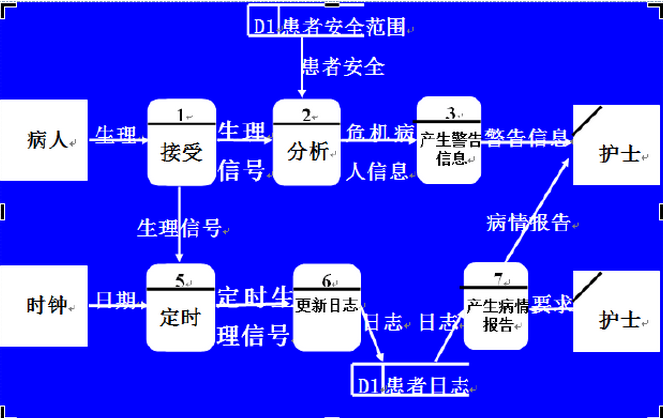 D1 患者安全范围
患者安全
病人
生理
1
接受
生理
信号
2
分析
危机病
人信息
3
产生警告
信息
警告信息
护士
生理信号
病情报告
时钟
日期
5
定时
定时生
理信号
6
更新日志
日志
日志
7
产生病情
报告
要求
护士
D1 患者日志